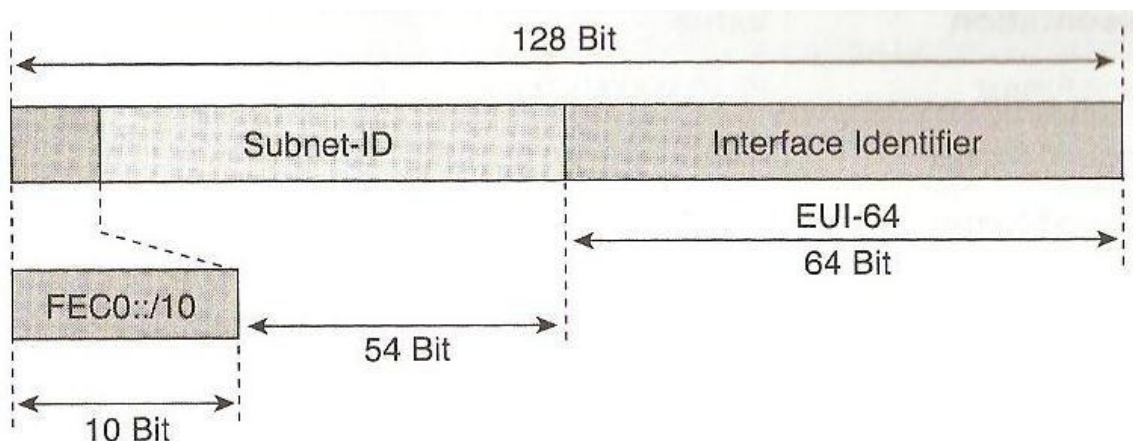 128 Bit
Subnet-ID
Interface Identifier
EUI-64
64 Bit
FEC0::/10
54 Bit
10 Bit